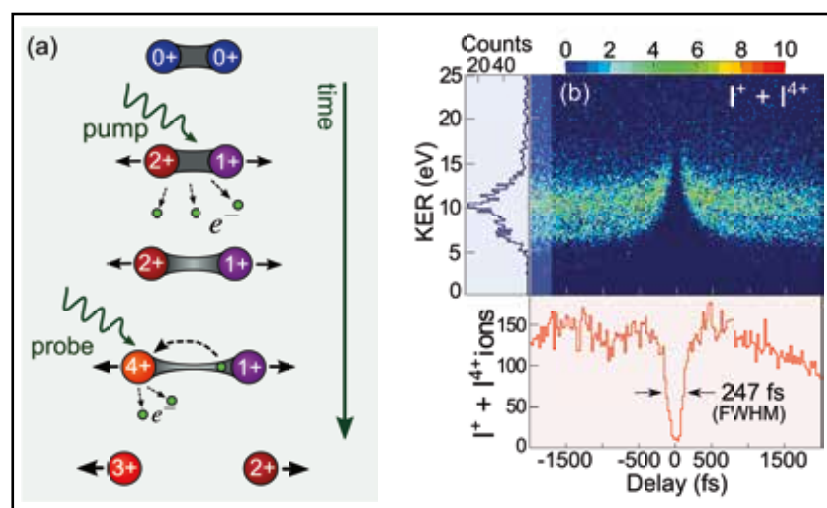 (a)
0+ 0+
time
pump
2+ 1+
e⁻
2+ 1+
probe
4+ 1+
e⁻
3+ 2+
Counts
20 40
0 2 4 6 8 10
(b)
I⁺ + I⁴⁺
KER (eV)
25
20
15
10
5
0
I⁺ + I⁴⁺ ions
150
100
50
0
247 fs
(FWHM)
-1500 -500 0 500 1500
Delay (fs)